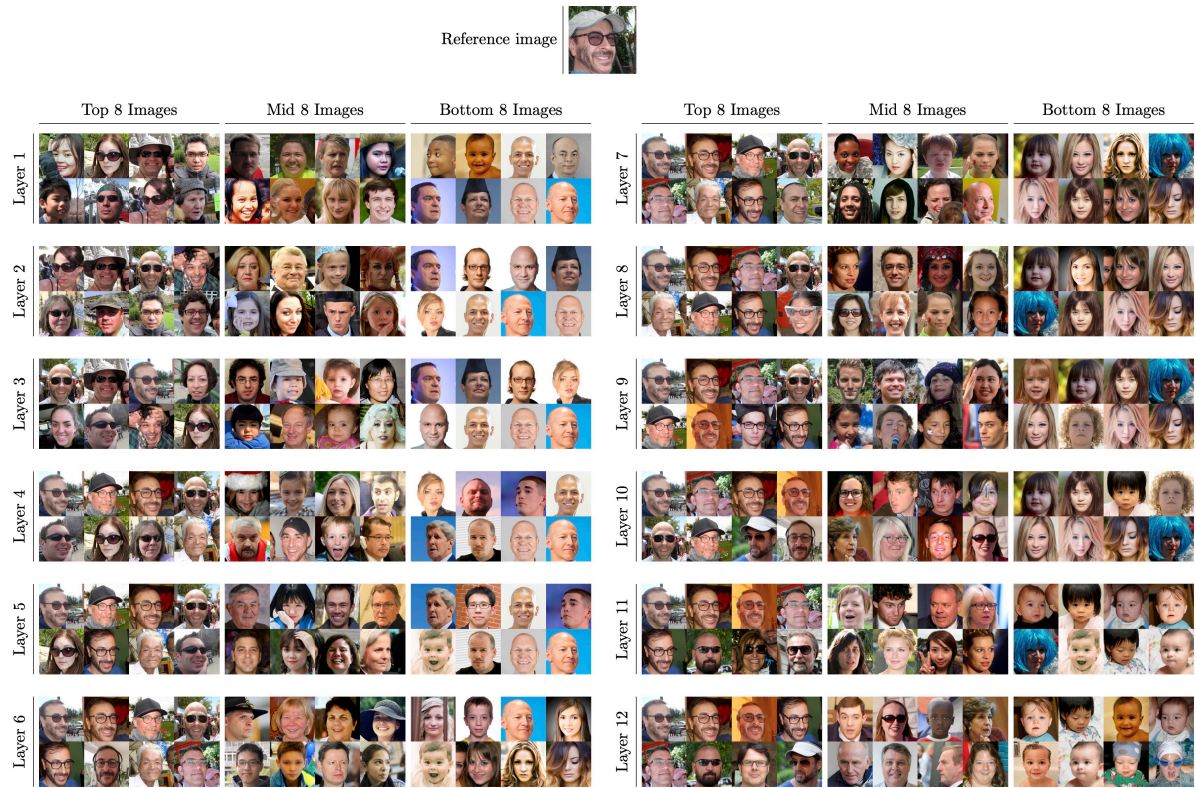 Reference image
Top 8 Images Mid 8 Images Bottom 8 Images Top 8 Images Mid 8 Images Bottom 8 Images
Layer 1
Layer 2
Layer 3
Layer 4
Layer 5
Layer 6
Layer 7
Layer 8
Layer 9
Layer 10
Layer 11
Layer 12